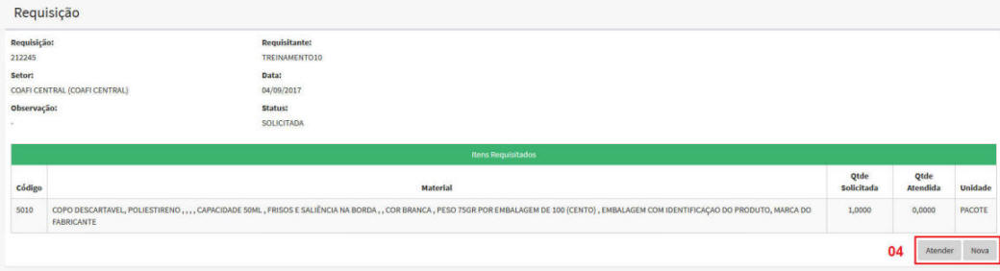 Requisição
Requisição: Requisitante:
212245 TREINAMENTO10
Setor: Data:
COAFI CENTRAL (COAFI CENTRAL) 04/09/2017
Observação: Status:
- SOLICITADA
Itens Requisitados
Código Material Qtde Solicitada Qtde Atendida Unidade
5010 COPO DESCARTAVEL, POLIESTIRENO , , , , CAPACIDADE 50ML , FRISOS E SALIÊNCIA NA BORDA , , COR BRANCA , PESO 75GR POR EMBALAGEM DE 100 (CENTO) , EMBALAGEM COM IDENTIFICAÇAO DO PRODUTO, MARCA DO 1,0000 0,0000 PACOTE
FABRICANTE
04 Atender Nova